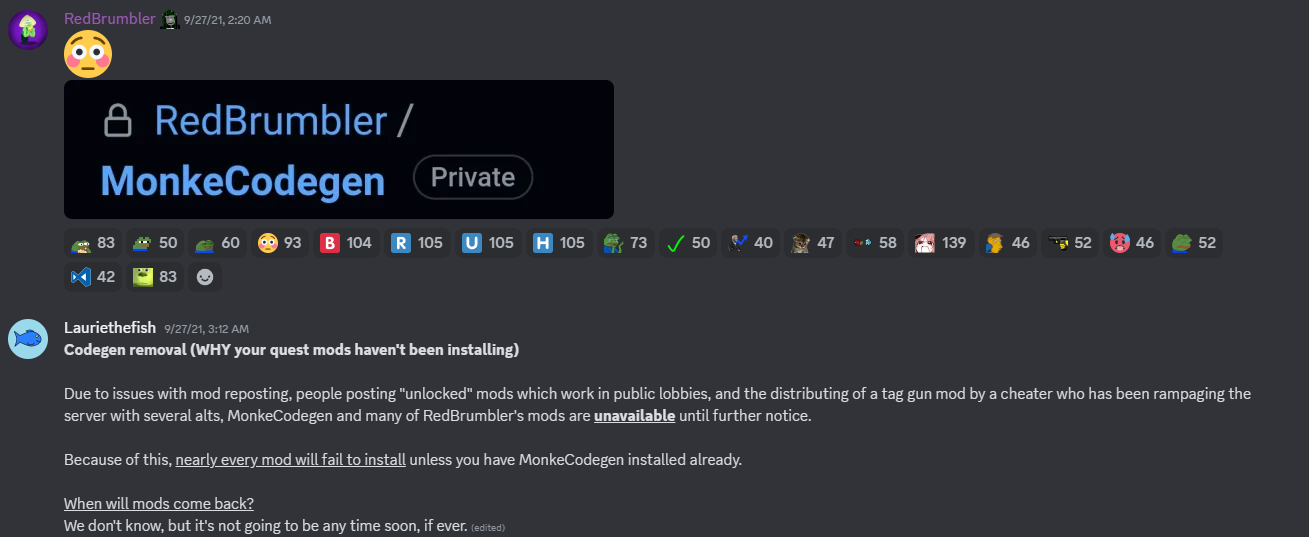 RedBrumbler 9/27/21, 2:20 AM
RedBrumbler /
MonkeCodegen Private
83 50 60 93 B 104 R 105 U 105 H 105 73 50 40 47 58 139 46 52 46 52
42 83
Lauriethefish 9/27/21, 3:12 AM
Codegen removal (WHY your quest mods haven't been installing)
Due to issues with mod reposting, people posting "unlocked" mods which work in public lobbies, and the distributing of a tag gun mod by a cheater who has been rampaging the
server with several alts, MonkeCodegen and many of RedBrumbler's mods are unavailable until further notice.
Because of this, nearly every mod will fail to install unless you have MonkeCodegen installed already.
When will mods come back?
We don't know, but it's not going to be any time soon, if ever. (edited)